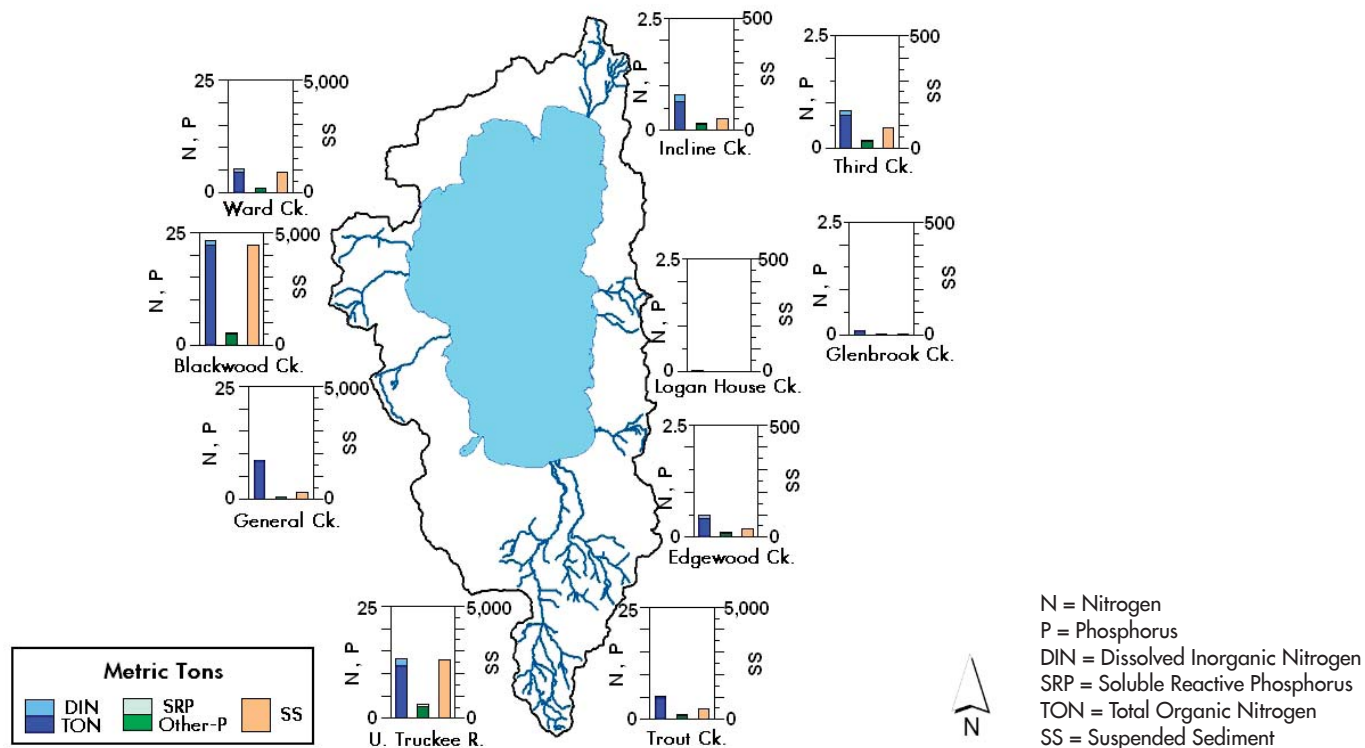 2.5
500
N, P
SS
0
0
Incline Ck.
2.5
500
N, P
SS
0
0
Third Ck.
25
5,000
N, P
SS
0
0
Ward Ck.
25
5,000
N, P
SS
0
0
Blackwood Ck.
2.5
500
N, P
SS
0
0
Glenbrook Ck.
2.5
500
N, P
SS
0
0
Logan House Ck.
25
5,000
N, P
SS
0
0
General Ck.
2.5
500
N, P
SS
0
0
Edgewood Ck.
25
5,000
N, P
SS
0
0
U. Truckee R.
25
5,000
N, P
SS
0
0
Trout Ck.
Metric Tons
DIN
TON
SRP
Other-P
SS
N
N = Nitrogen
P = Phosphorus
DIN = Dissolved Inorganic Nitrogen
SRP = Soluble Reactive Phosphorus
TON = Total Organic Nitrogen
SS = Suspended Sediment